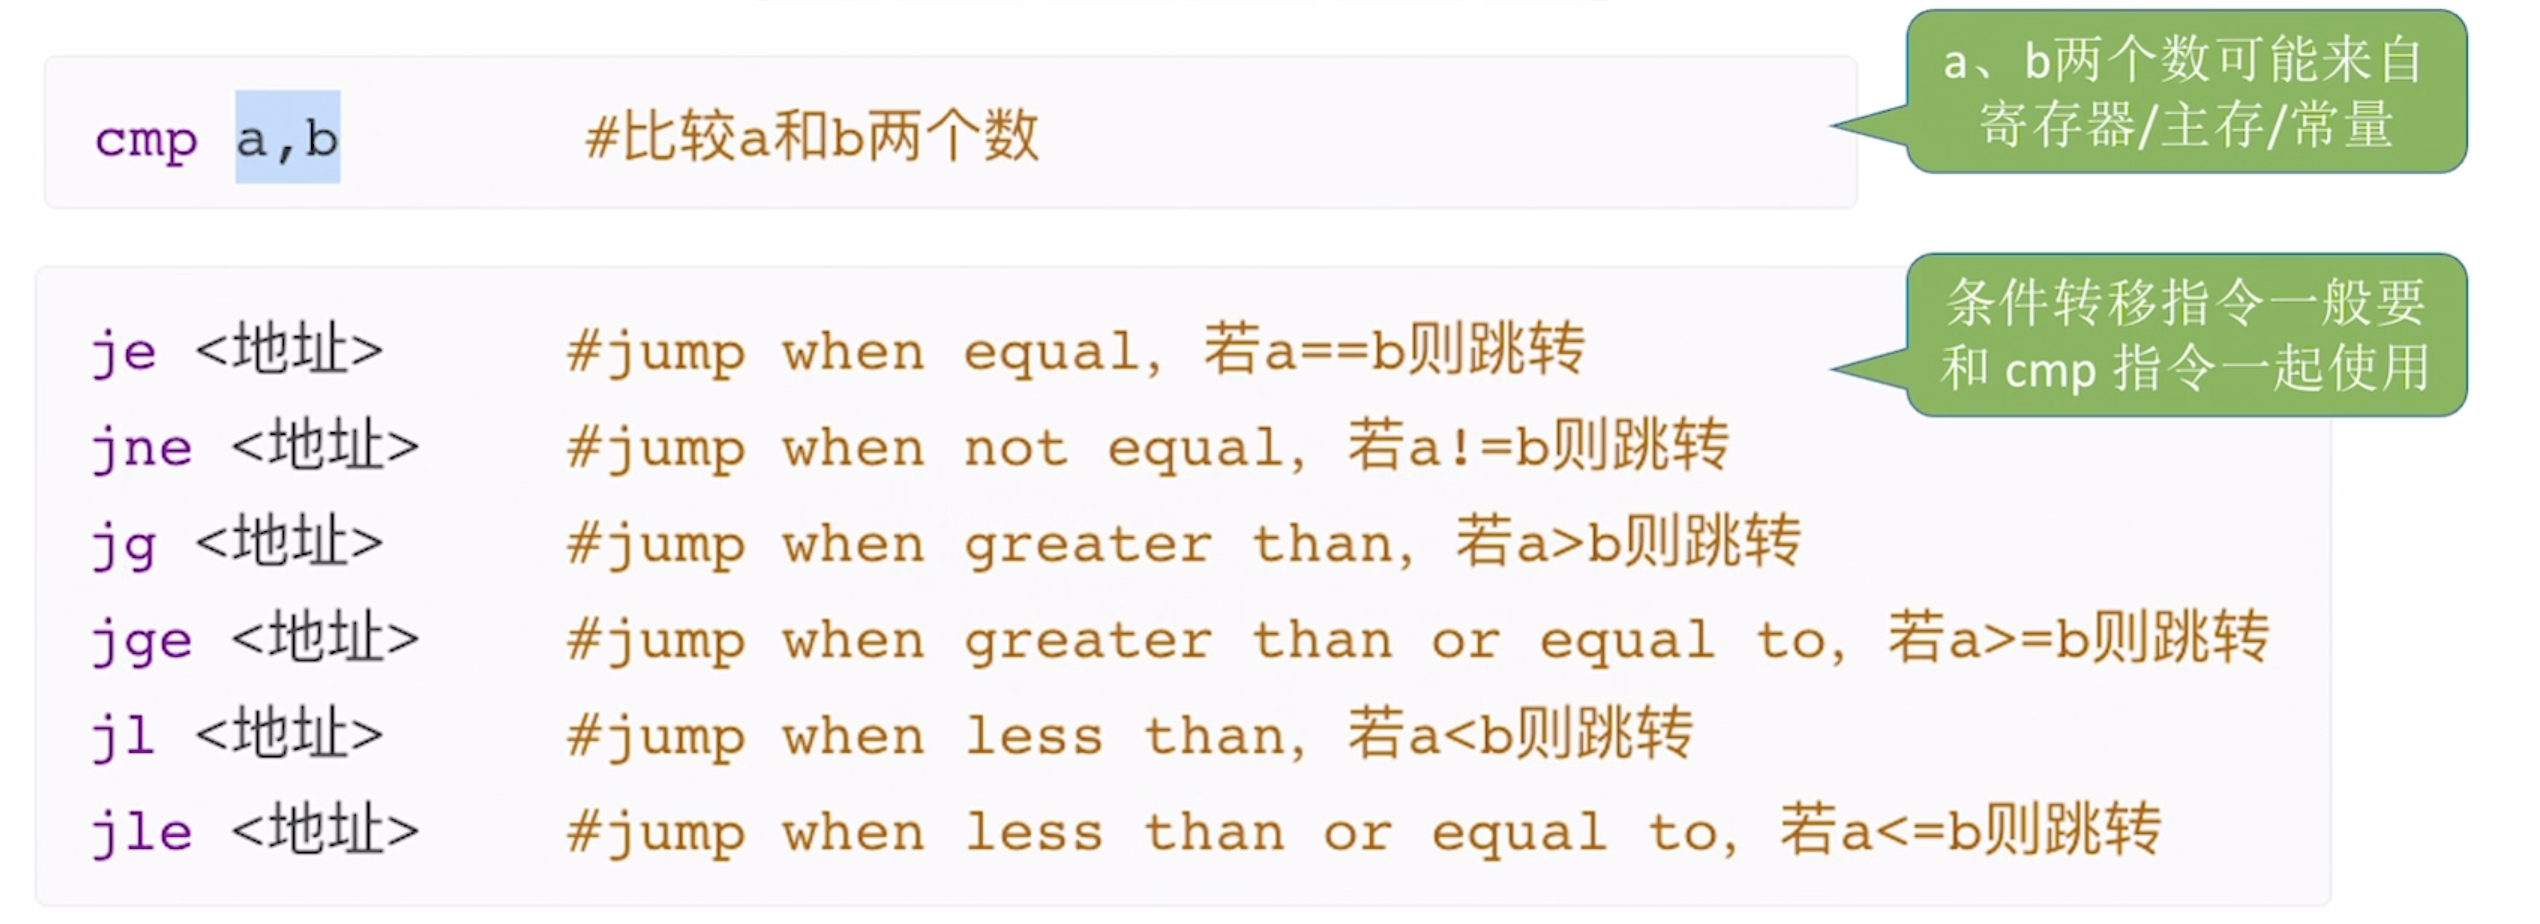 cmp a,b #比较a和b两个数
a、b两个数可能来自
寄存器/主存/常量
条件转移指令一般要
和 cmp 指令一起使用
je <地址> #jump when equal, 若a==b则跳转
jne <地址> #jump when not equal, 若a!=b则跳转
jg <地址> #jump when greater than, 若a>b则跳转
jge <地址> #jump when greater than or equal to, 若a>=b则跳转
jl <地址> #jump when less than, 若a<b则跳转
jle <地址> #jump when less than or equal to, 若a<=b则跳转